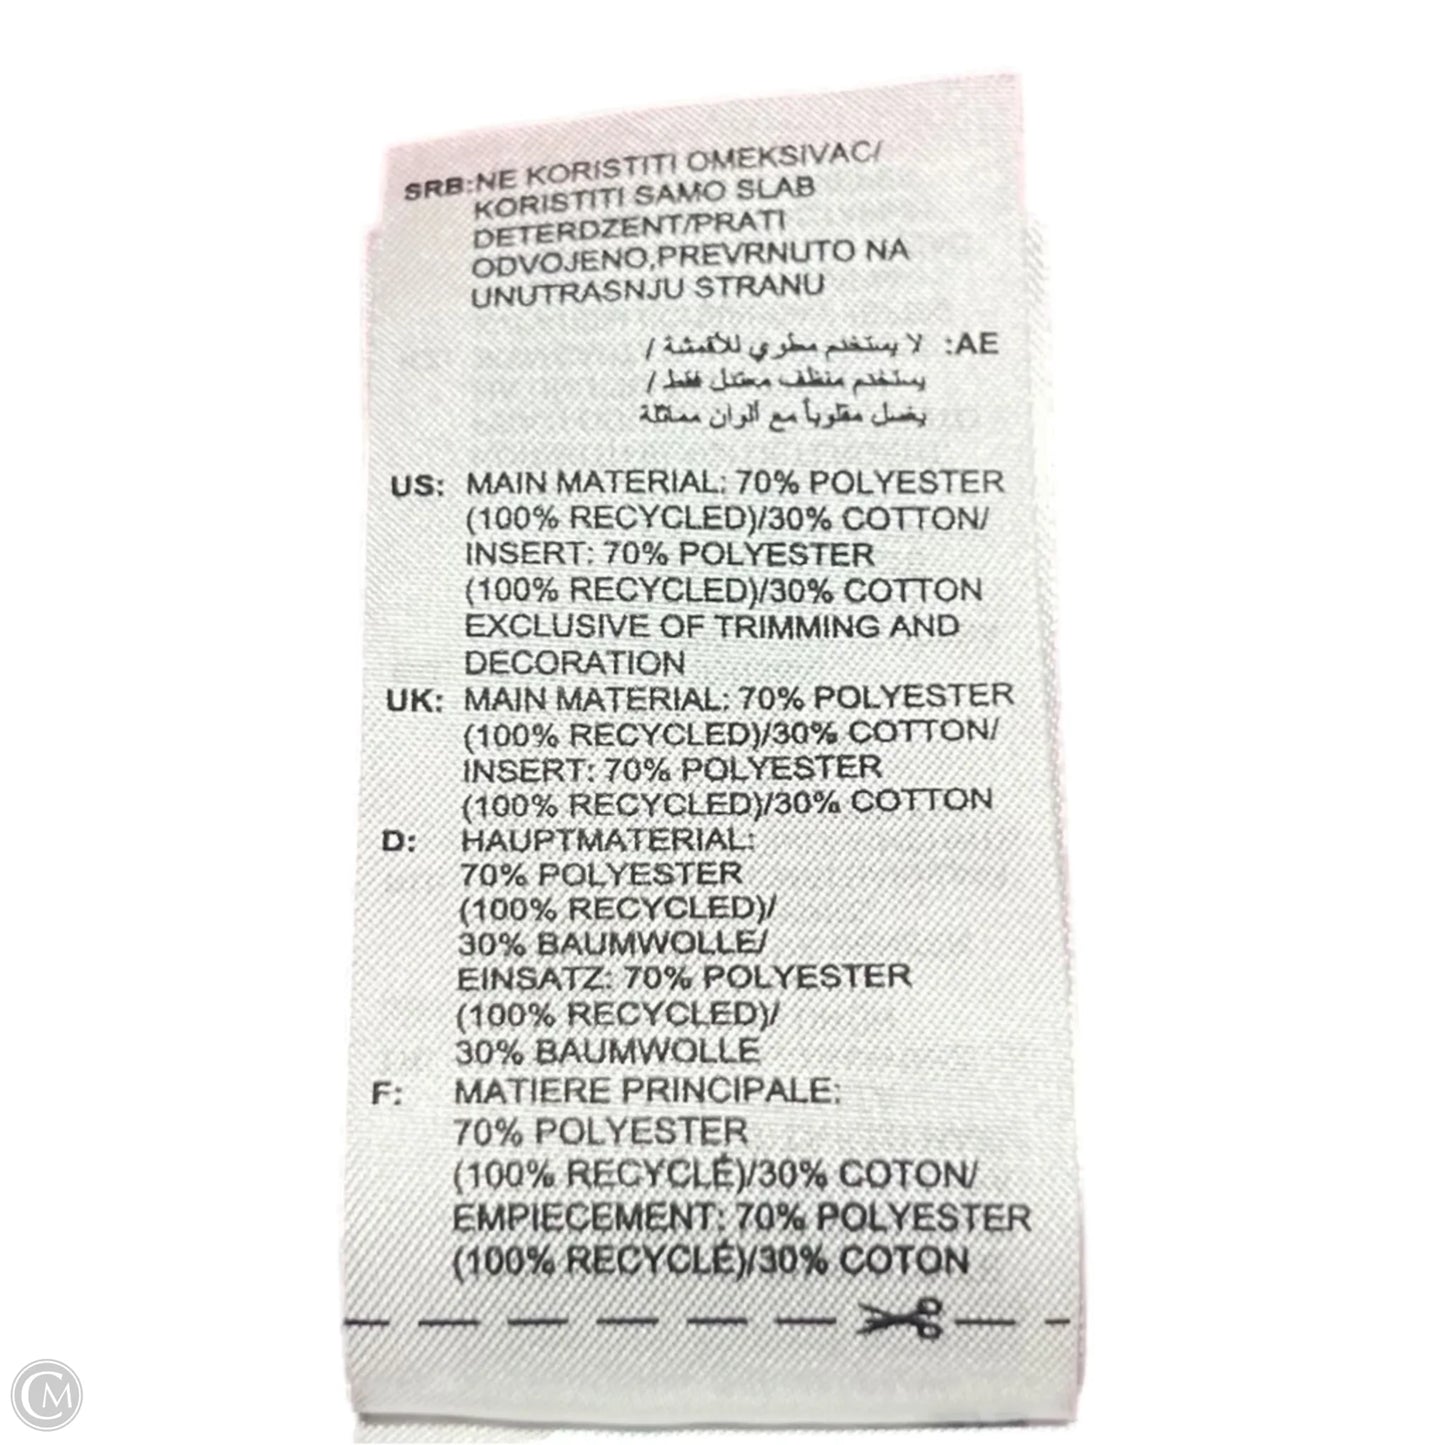 SRB:NE KORISTITI OMEKSIVAC/
KORISTITI SAMO SLAB
DETERDZENT/PRATI
ODVOJENO,PREVRNUTO NA
UNUTRASNJU STRANU
AE: لا يستخدم مطري للأقمشة /
يستخدم منظف معتدل فقط /
يغسل مقلوباً مع ألوان مماثلة
US: MAIN MATERIAL: 70% POLYESTER
(100% RECYCLED)/30% COTTON/
INSERT: 70% POLYESTER
(100% RECYCLED)/30% COTTON
EXCLUSIVE OF TRIMMING AND
DECORATION
UK: MAIN MATERIAL: 70% POLYESTER
(100% RECYCLED)/30% COTTON/
INSERT: 70% POLYESTER
(100% RECYCLED)/30% COTTON
D: HAUPTMATERIAL:
70% POLYESTER
(100% RECYCLED)/
30% BAUMWOLLE/
EINSATZ: 70% POLYESTER
(100% RECYCLED)/
30% BAUMWOLLE
F: MATIERE PRINCIPALE:
70% POLYESTER
(100% RECYCLÉ)/30% COTON/
EMPIECEMENT: 70% POLYESTER
(100% RECYCLÉ)/30% COTON
CM